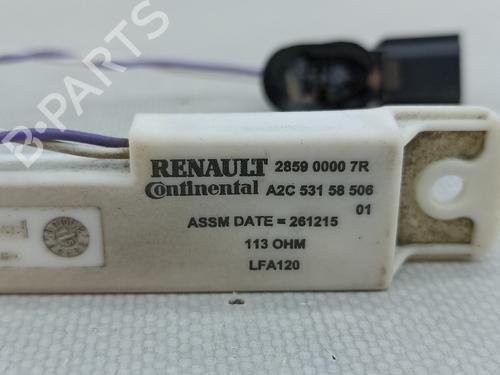 B-PARTS
RENAULT 2859 0000 7R
Continental A2C 531 58 506
01
ASSM DATE = 261215
113 OHM
LFA120